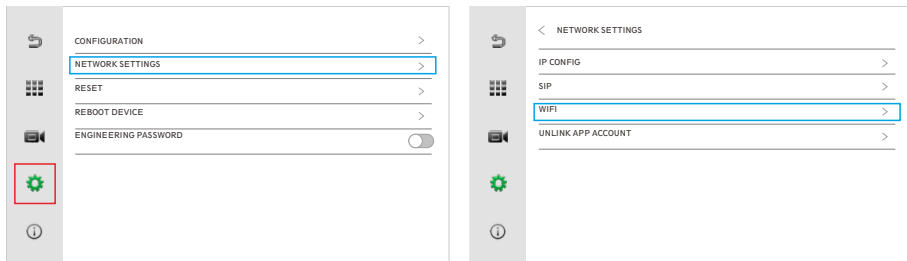 CONFIGURATION
NETWORK SETTINGS
RESET
REBOOT DEVICE
ENGINEERING PASSWORD
NETWORK SETTINGS
IP CONFIG
SIP
WIFI
UNLINK APP ACCOUNT